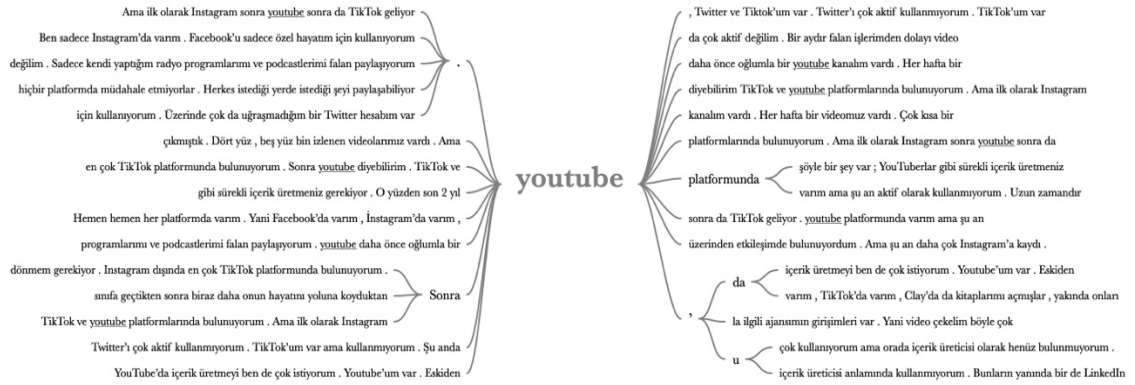 Ama ilk olarak Instagram sonra youtube sonra da TikTok geliyor
Ben sadece Instagram'da varım . Facebook'u sadece özel hayatım için kullanıyorum
değilim . Sadece kendi yaptığım radyo programlarımı ve podcastlerimi falan paylaşıyorum
hiçbir platformda müdahale etmiyorlar . Herkes istediği yerde istediği şeyi paylaşabiliyor
için kullanıyorum . Üzerinde çok da uğraşmadığım bir Twitter hesabım var
.
çıkmıştık . Dört yüz , beş yüz bin izlenen videolarımız vardı . Ama
en çok TikTok platformunda bulunuyorum . Sonra youtube diyebilirim . TikTok ve
gibi sürekli içerik üretmeniz gerekiyor . O yüzden son 2 yıl
Hemen hemen her platformda varım . Yani Facebook'da varım , İnstagram'da varım ,
programlarımı ve podcastlerimi falan paylaşıyorum . youtube daha önce oğlumla bir
dönmem gerekiyor . Instagram dışında en çok TikTok platformunda bulunuyorum .
sınıfa geçtikten sonra biraz daha onun hayatını yoluna koyduktan
TikTok ve youtube platformlarında bulunuyorum . Ama ilk olarak Instagram
Sonra
Twitter'ı çok aktif kullanmıyorum . TikTok'um var ama kullanmıyorum . Şu anda
YouTube'da içerik üretmeyi ben de çok istiyorum . Youtube'um var . Eskiden
youtube
, Twitter ve Tiktok'um var . Twitter'ı çok aktif kullanmıyorum . TikTok'um var
da çok aktif değilim . Bir aydır falan işlerimden dolayı video
daha önce oğlumla bir youtube kanalım vardı . Her hafta bir
diyebilirim TikTok ve youtube platformlarında bulunuyorum . Ama ilk olarak Instagram
kanalım vardı . Her hafta bir videomuz vardı . Çok kısa bir
platformlarında bulunuyorum . Ama ilk olarak Instagram sonra youtube sonra da
platformunda
şöyle bir şey var ; YouTuberlar gibi sürekli içerik üretmeniz
varım ama şu an aktif olarak kullanmıyorum . Uzun zamandır
sonra da TikTok geliyor . youtube platformunda varım ama şu an
üzerinden etkileşimde bulunuyordum . Ama şu an daha çok Instagram'a kaydı .
,
da
içerik üretmeyi ben de çok istiyorum . Youtube'um var . Eskiden
varım , TikTok'da varım , Clay'da da kitaplarımı açmışlar , yakında onları
la ilgili ajansımın girişimleri var . Yani video çekelim böyle çok
u
çok kullanıyorum ama orada içerik üreticisi olarak henüz bulunmuyorum .
içerik üreticisi anlamında kullanmıyorum . Bunların yanında bir de LinkedIn